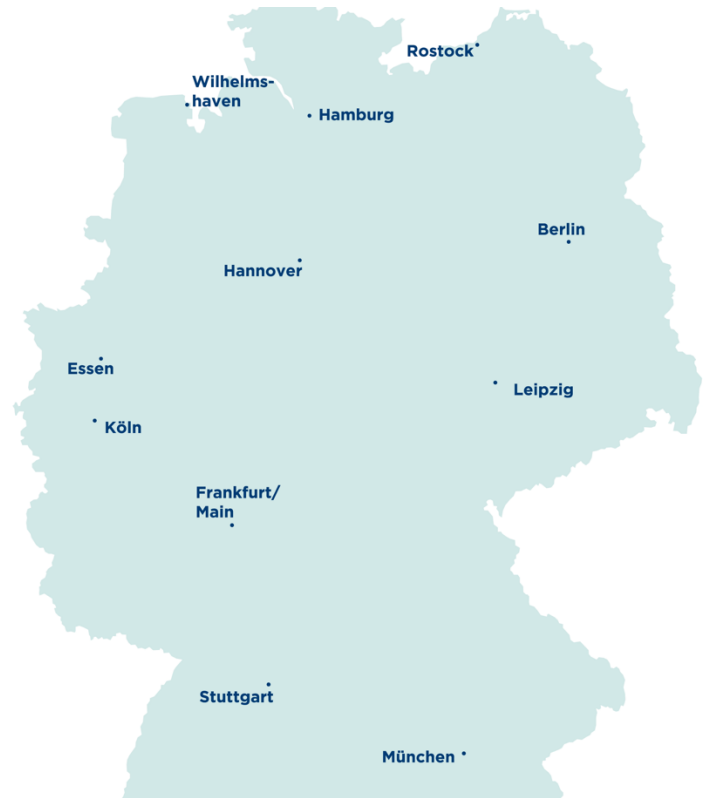 Rostock
Wilhelms-
haven
Hamburg
Berlin
Hannover
Essen
Leipzig
Köln
Frankfurt/
Main
Stuttgart
München